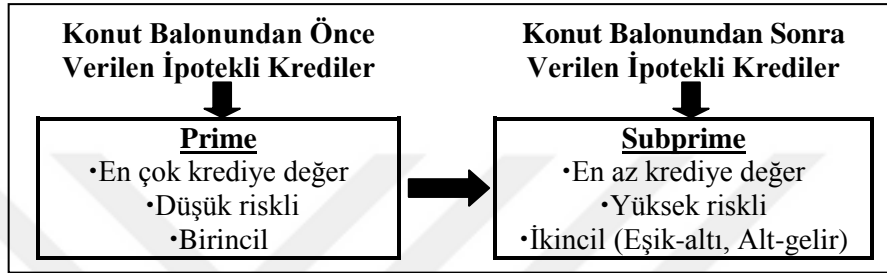 Konut Balonundan Önce
Verilen İpotekli Krediler
Prime
•En çok krediye değer
•Düşük riskli
•Birincil
Konut Balonundan Sonra
Verilen İpotekli Krediler
Subprime
•En az krediye değer
•Yüksek riskli
•İkincil (Eşik-altı, Alt-gelir)